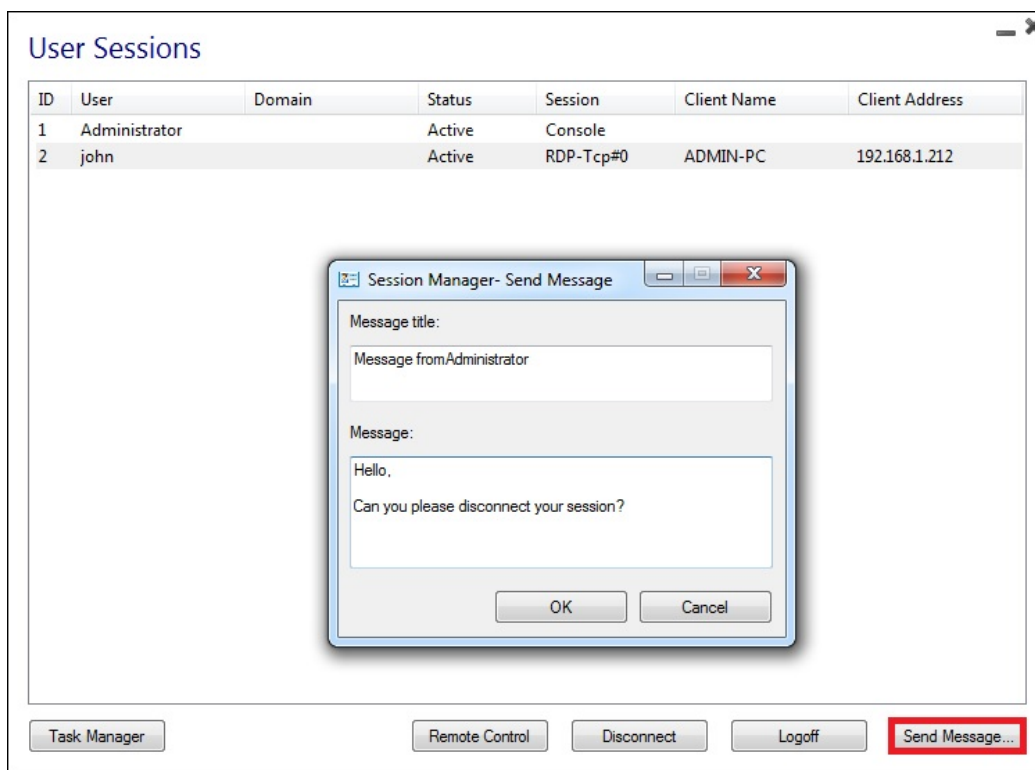 User Sessions
ID User Domain Status Session Client Name Client Address
1 Administrator Active Console
2 john Active RDP-Tcp#0 ADMIN-PC 192.168.1.212
Session Manager- Send Message
Message title:
Message fromAdministrator
Message:
Hello,
Can you please disconnect your session?
OK Cancel
Task Manager Remote Control Disconnect Logoff Send Message...